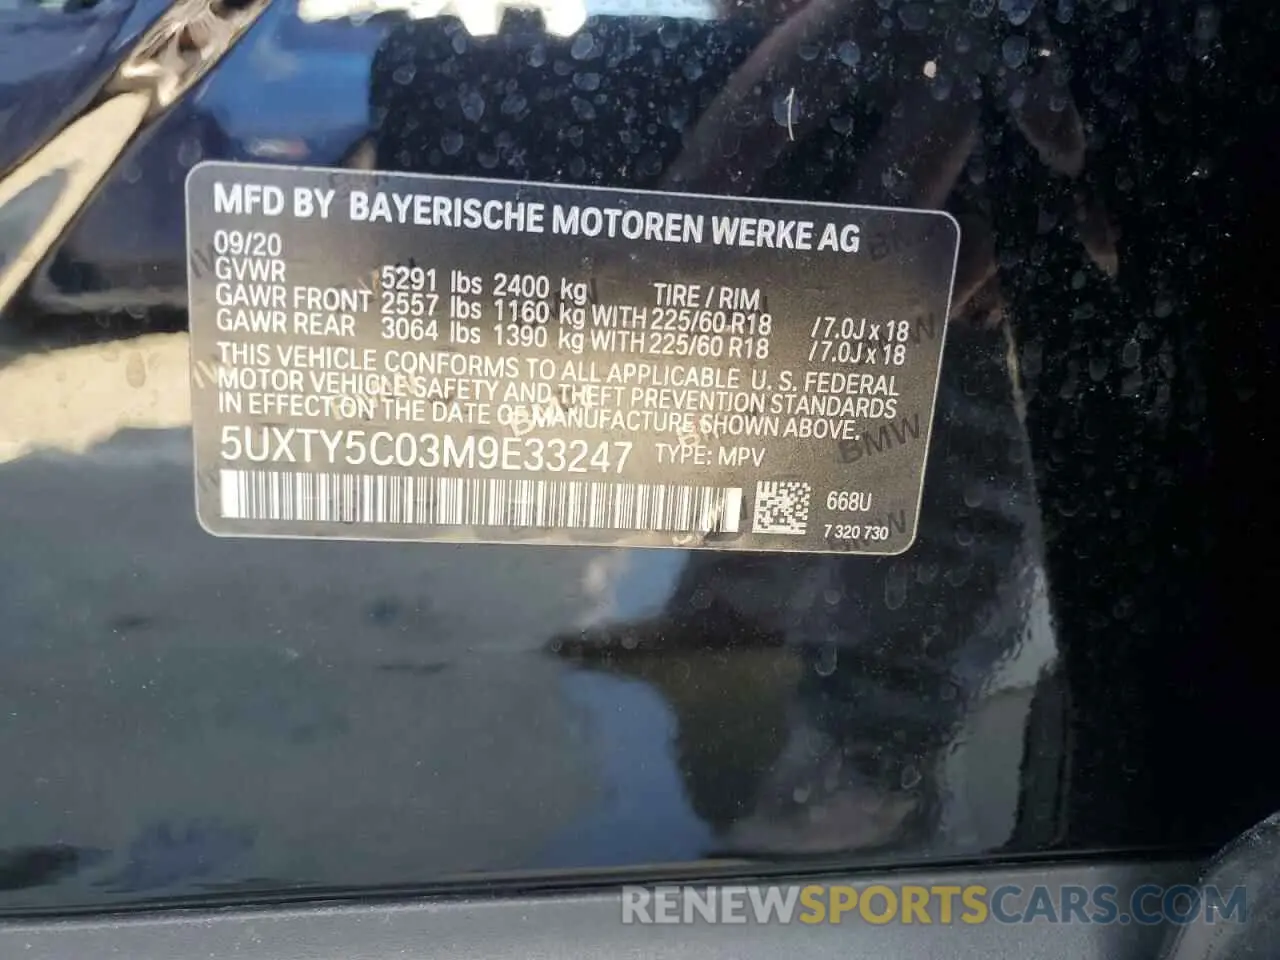 MFD BY BAYERISCHE MOTOREN WERKE AG
09/20
GVWR 5291 lbs 2400 kg TIRE / RIM
GAWR FRONT 2557 lbs 1160 kg WITH 225/60 R18 / 7.0J x 18
GAWR REAR 3064 lbs 1390 kg WITH 225/60 R18 / 7.0J x 18
THIS VEHICLE CONFORMS TO ALL APPLICABLE U. S. FEDERAL
MOTOR VEHICLE SAFETY AND THEFT PREVENTION STANDARDS
IN EFFECT ON THE DATE OF MANUFACTURE SHOWN ABOVE.
5UXTY5C03M9E33247 TYPE: MPV
668U
7 320 730
RENEWSPORTSCARS.COM